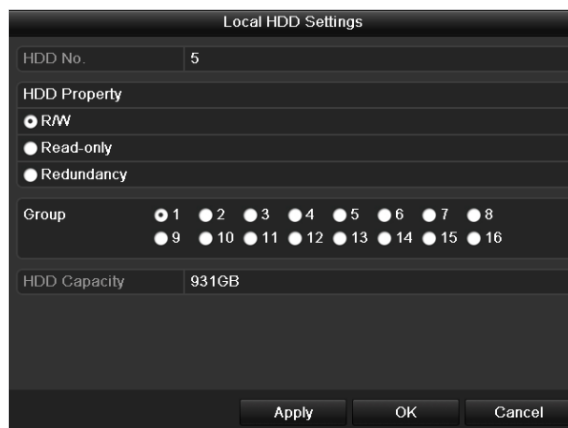 Local HDD Settings
HDD No. 5
HDD Property
R/W
Read-only
Redundancy
Group 1 2 3 4 5 6 7 8
9 10 11 12 13 14 15 16
HDD Capacity 931GB
Apply OK Cancel